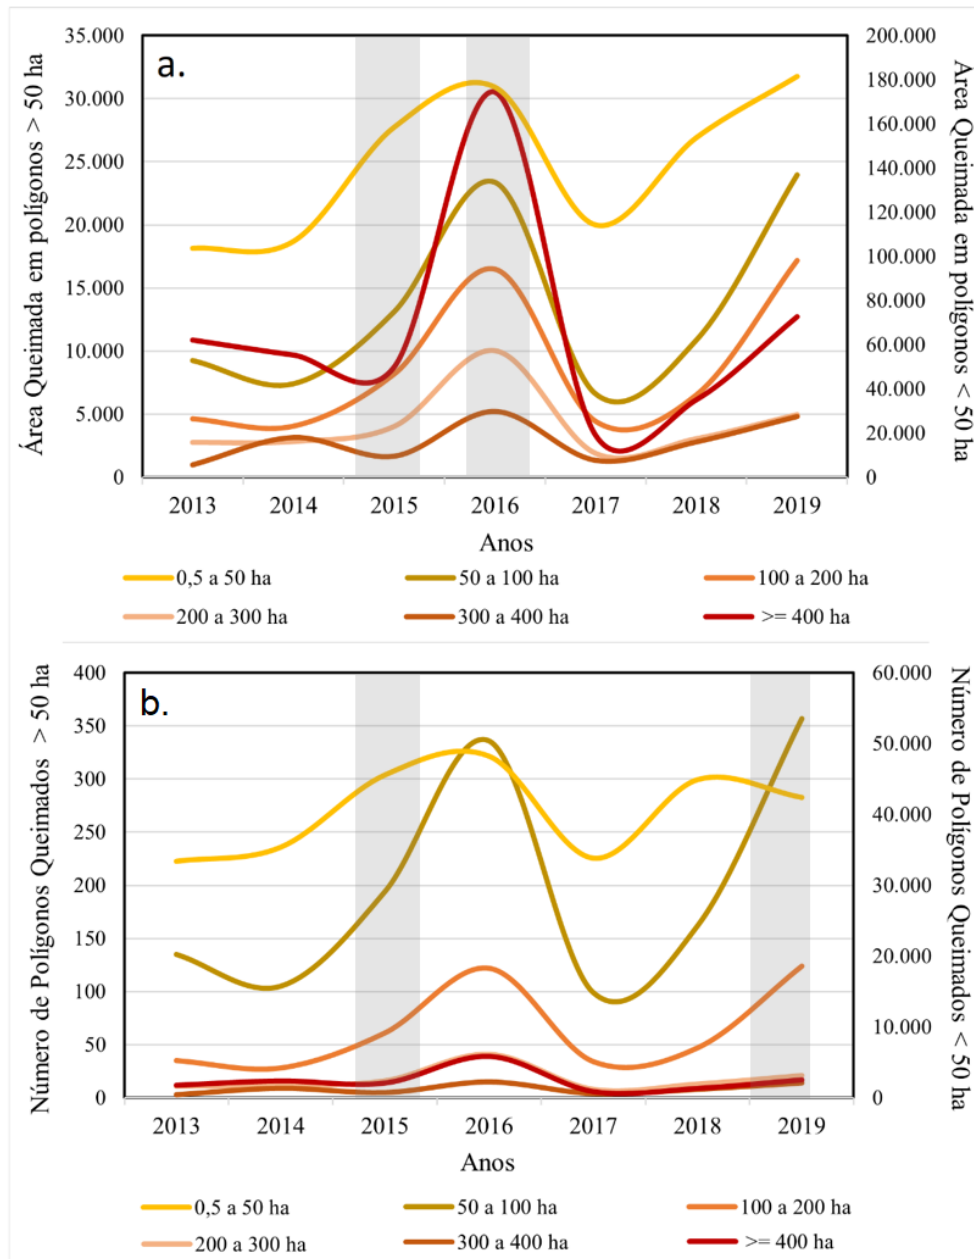 a.
Área Queimada em polígonos > 50 ha
35.000
30.000
25.000
20.000
15.000
10.000
5.000
0
200.000
180.000
160.000
140.000
120.000
100.000
80.000
60.000
40.000
20.000
0
Area Queimada em polígonos < 50 ha
2013 2014 2015 2016 2017 2018 2019
Anos
0,5 a 50 ha 50 a 100 ha 100 a 200 ha
200 a 300 ha 300 a 400 ha >= 400 ha
b.
Número de Polígonos Queimados > 50 ha
400
350
300
250
200
150
100
50
0
60.000
50.000
40.000
30.000
20.000
10.000
0
Número de Polígonos Queimados < 50 ha
2013 2014 2015 2016 2017 2018 2019
Anos
0,5 a 50 ha 50 a 100 ha 100 a 200 ha
200 a 300 ha 300 a 400 ha >= 400 ha